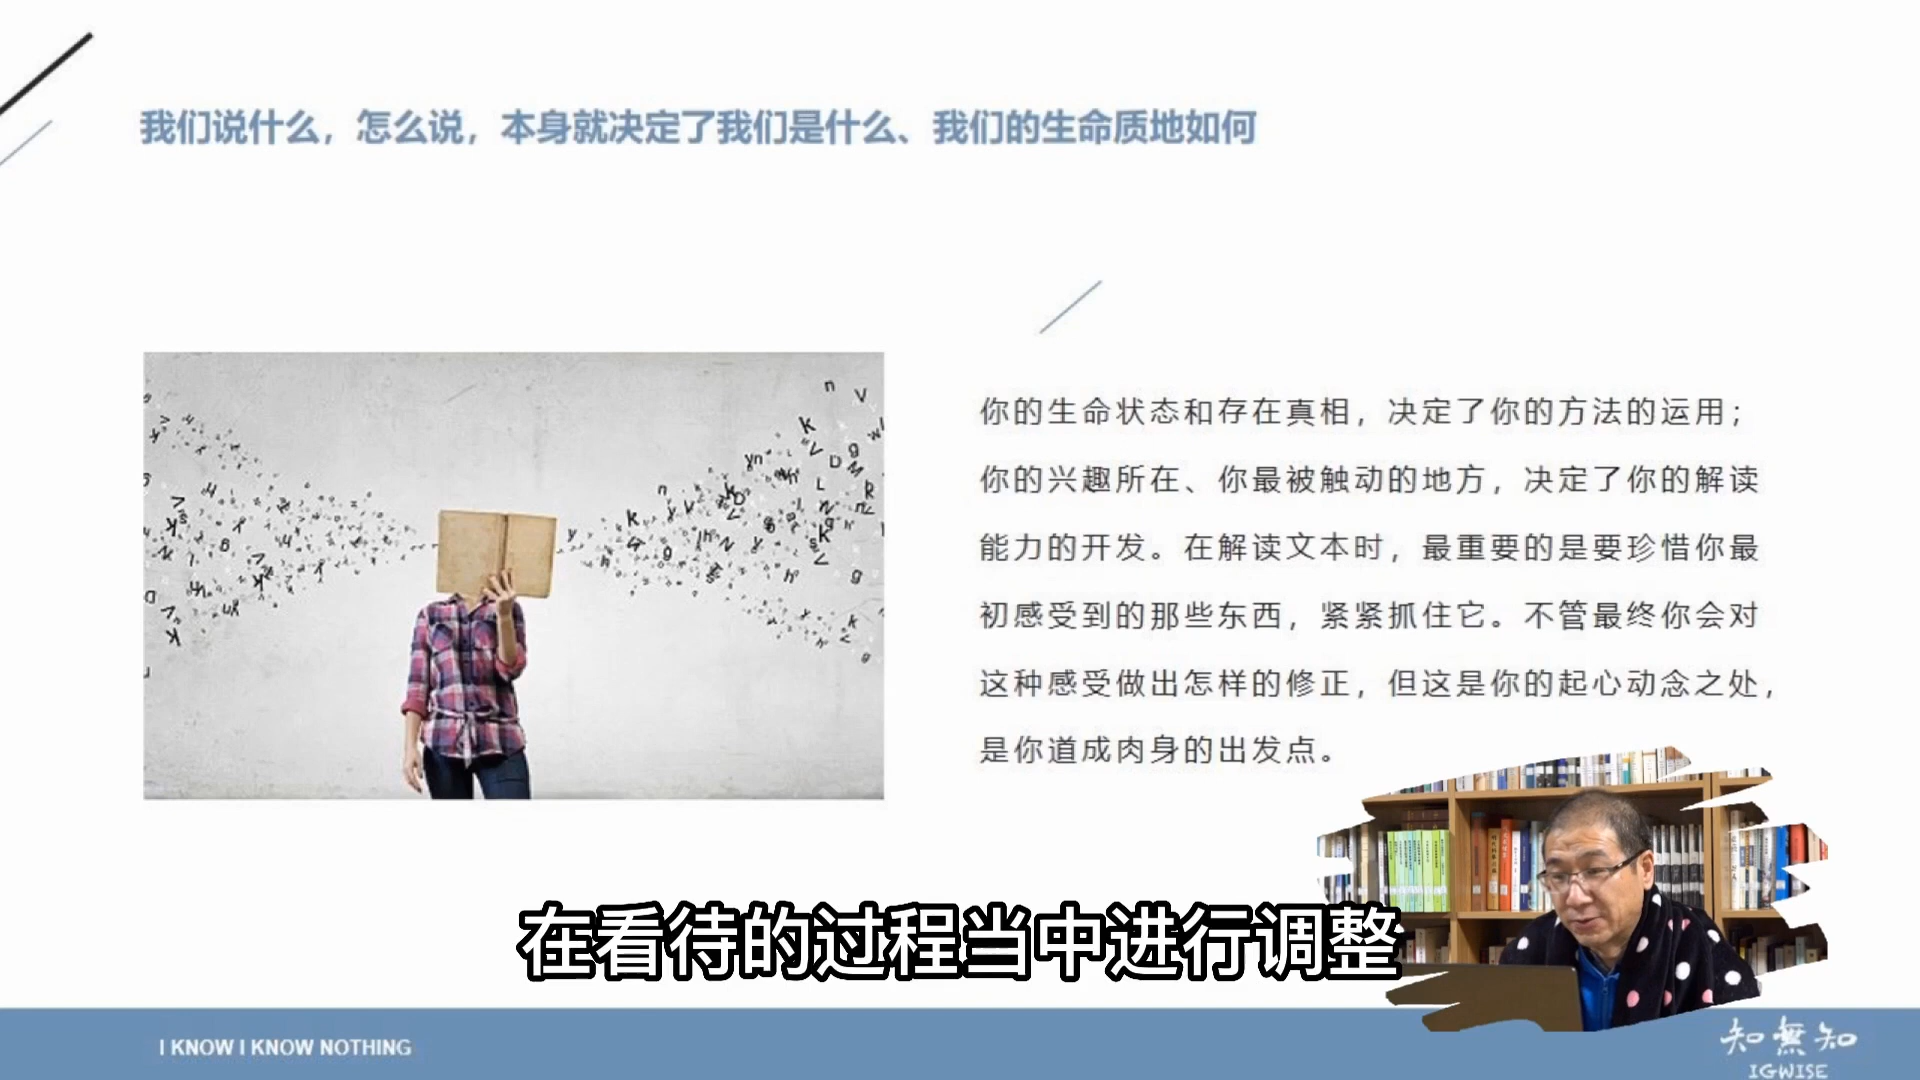 我们说什么，怎么说，本身就决定了我们是什么、我们的生命质地如何
你的生命状态和存在真相，决定了你的方法的运用；
你的兴趣所在、你最被触动的地方，决定了你的解读
能力的开发。在解读文本时，最重要的是要珍惜你最
初感受到的那些东西，紧紧抓住它。不管最终你会对
这种感受做出怎样的修正，但这是你的起心动念之处，
是你道成肉身的出发点。
在看待的过程当中进行调整
I KNOW I KNOW NOTHING
知無知
IGWISE